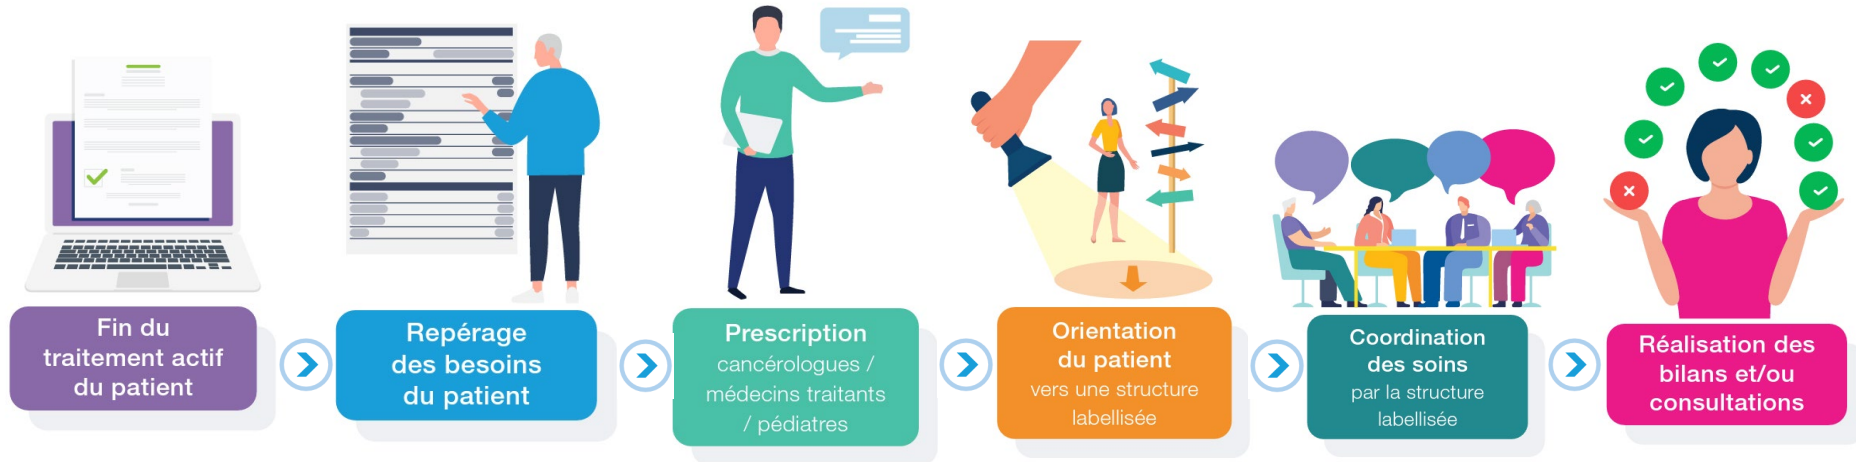 Fin du
traitement actif
du patient
Repérage
des besoins
du patient
Prescription
cancérologues /
médecins traitants
/ pédiatres
Orientation
du patient
vers une structure
labellisée
Coordination
des soins
par la structure
labellisée
Réalisation des
bilans et/ou
consultations